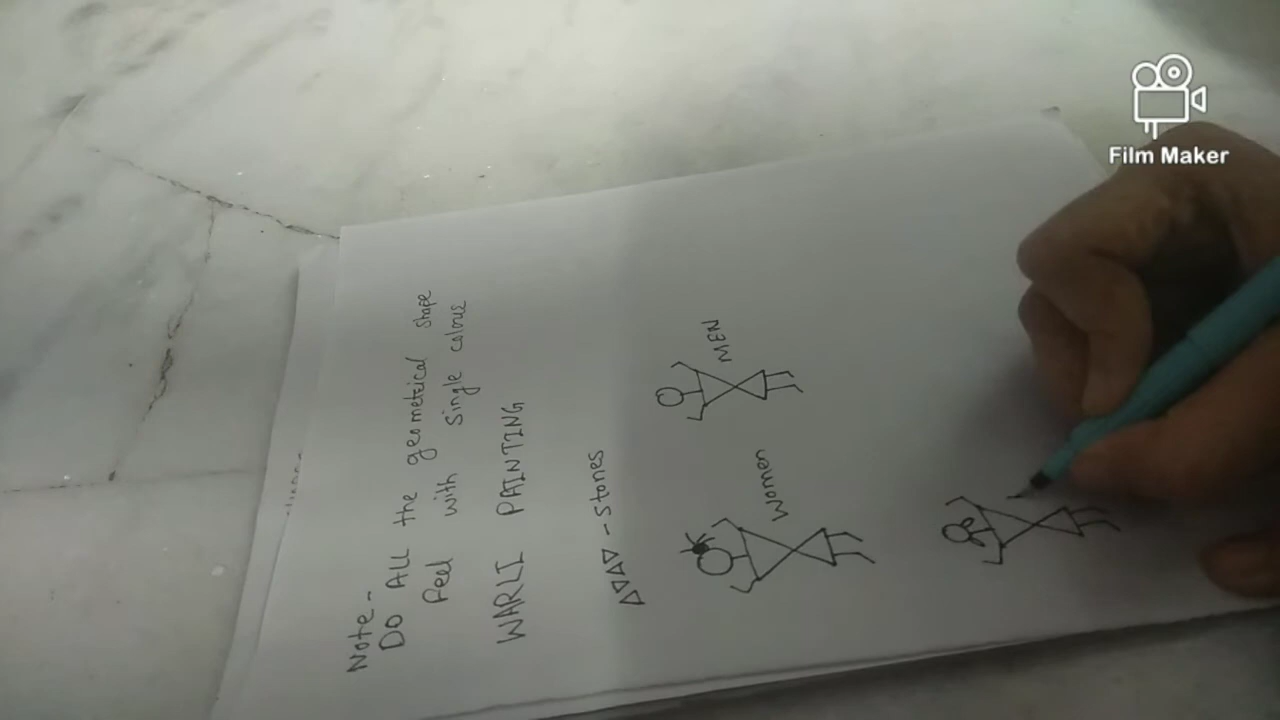 Note-
DO ALL the geometrical shape
feel with single colour
WARLI PAINTING
- Stones
Women
MEN
Film Maker